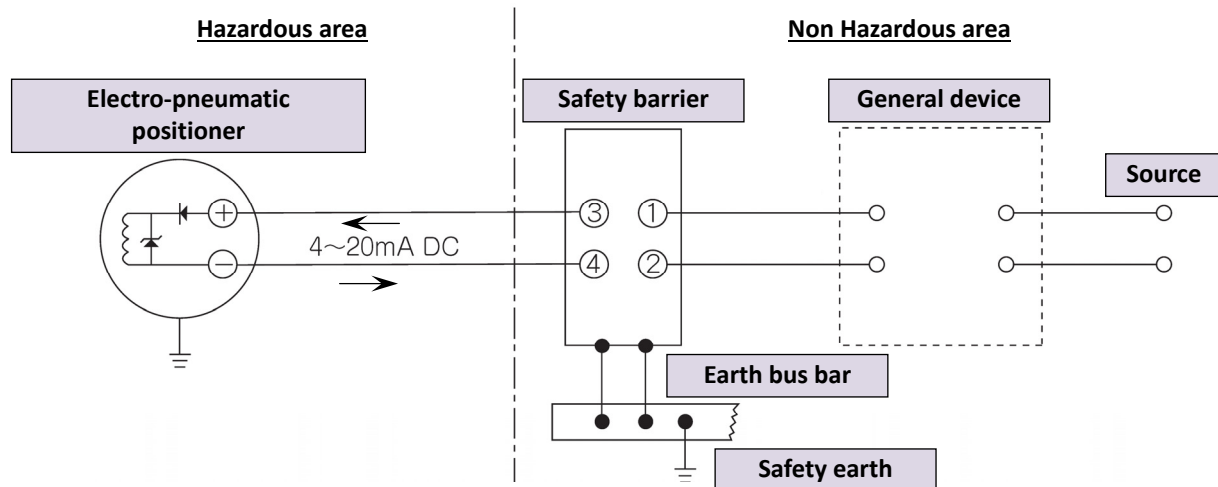 Hazardous area
Non Hazardous area
Electro-pneumatic
positioner
Safety barrier
General device
Source
+
3
1
4~20mA DC
−
4
2
Earth bus bar
Safety earth